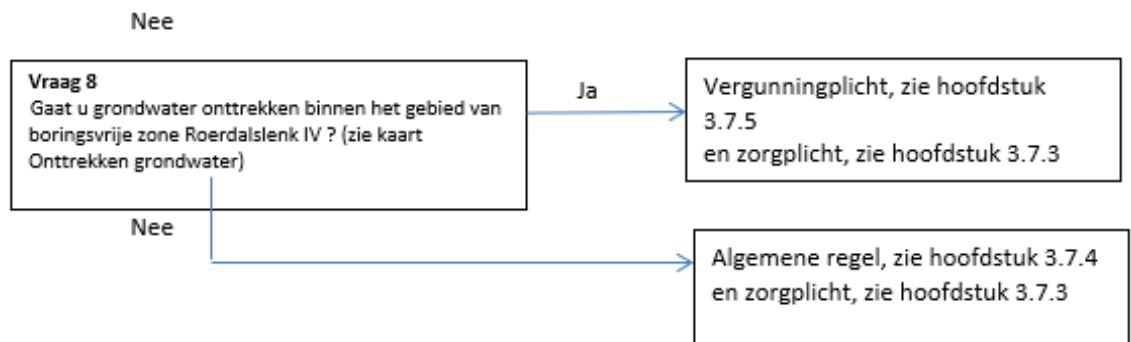 Nee
Vraag 8
Gaat u grondwater onttrekken binnen het gebied van
boringsvrije zone Roerdalslenk IV ? (zie kaart
Onttrekken grondwater)
Ja
Vergunningplicht, zie hoofdstuk
3.7.5
en zorgplicht, zie hoofdstuk 3.7.3
Nee
Algemene regel, zie hoofdstuk 3.7.4
en zorgplicht, zie hoofdstuk 3.7.3